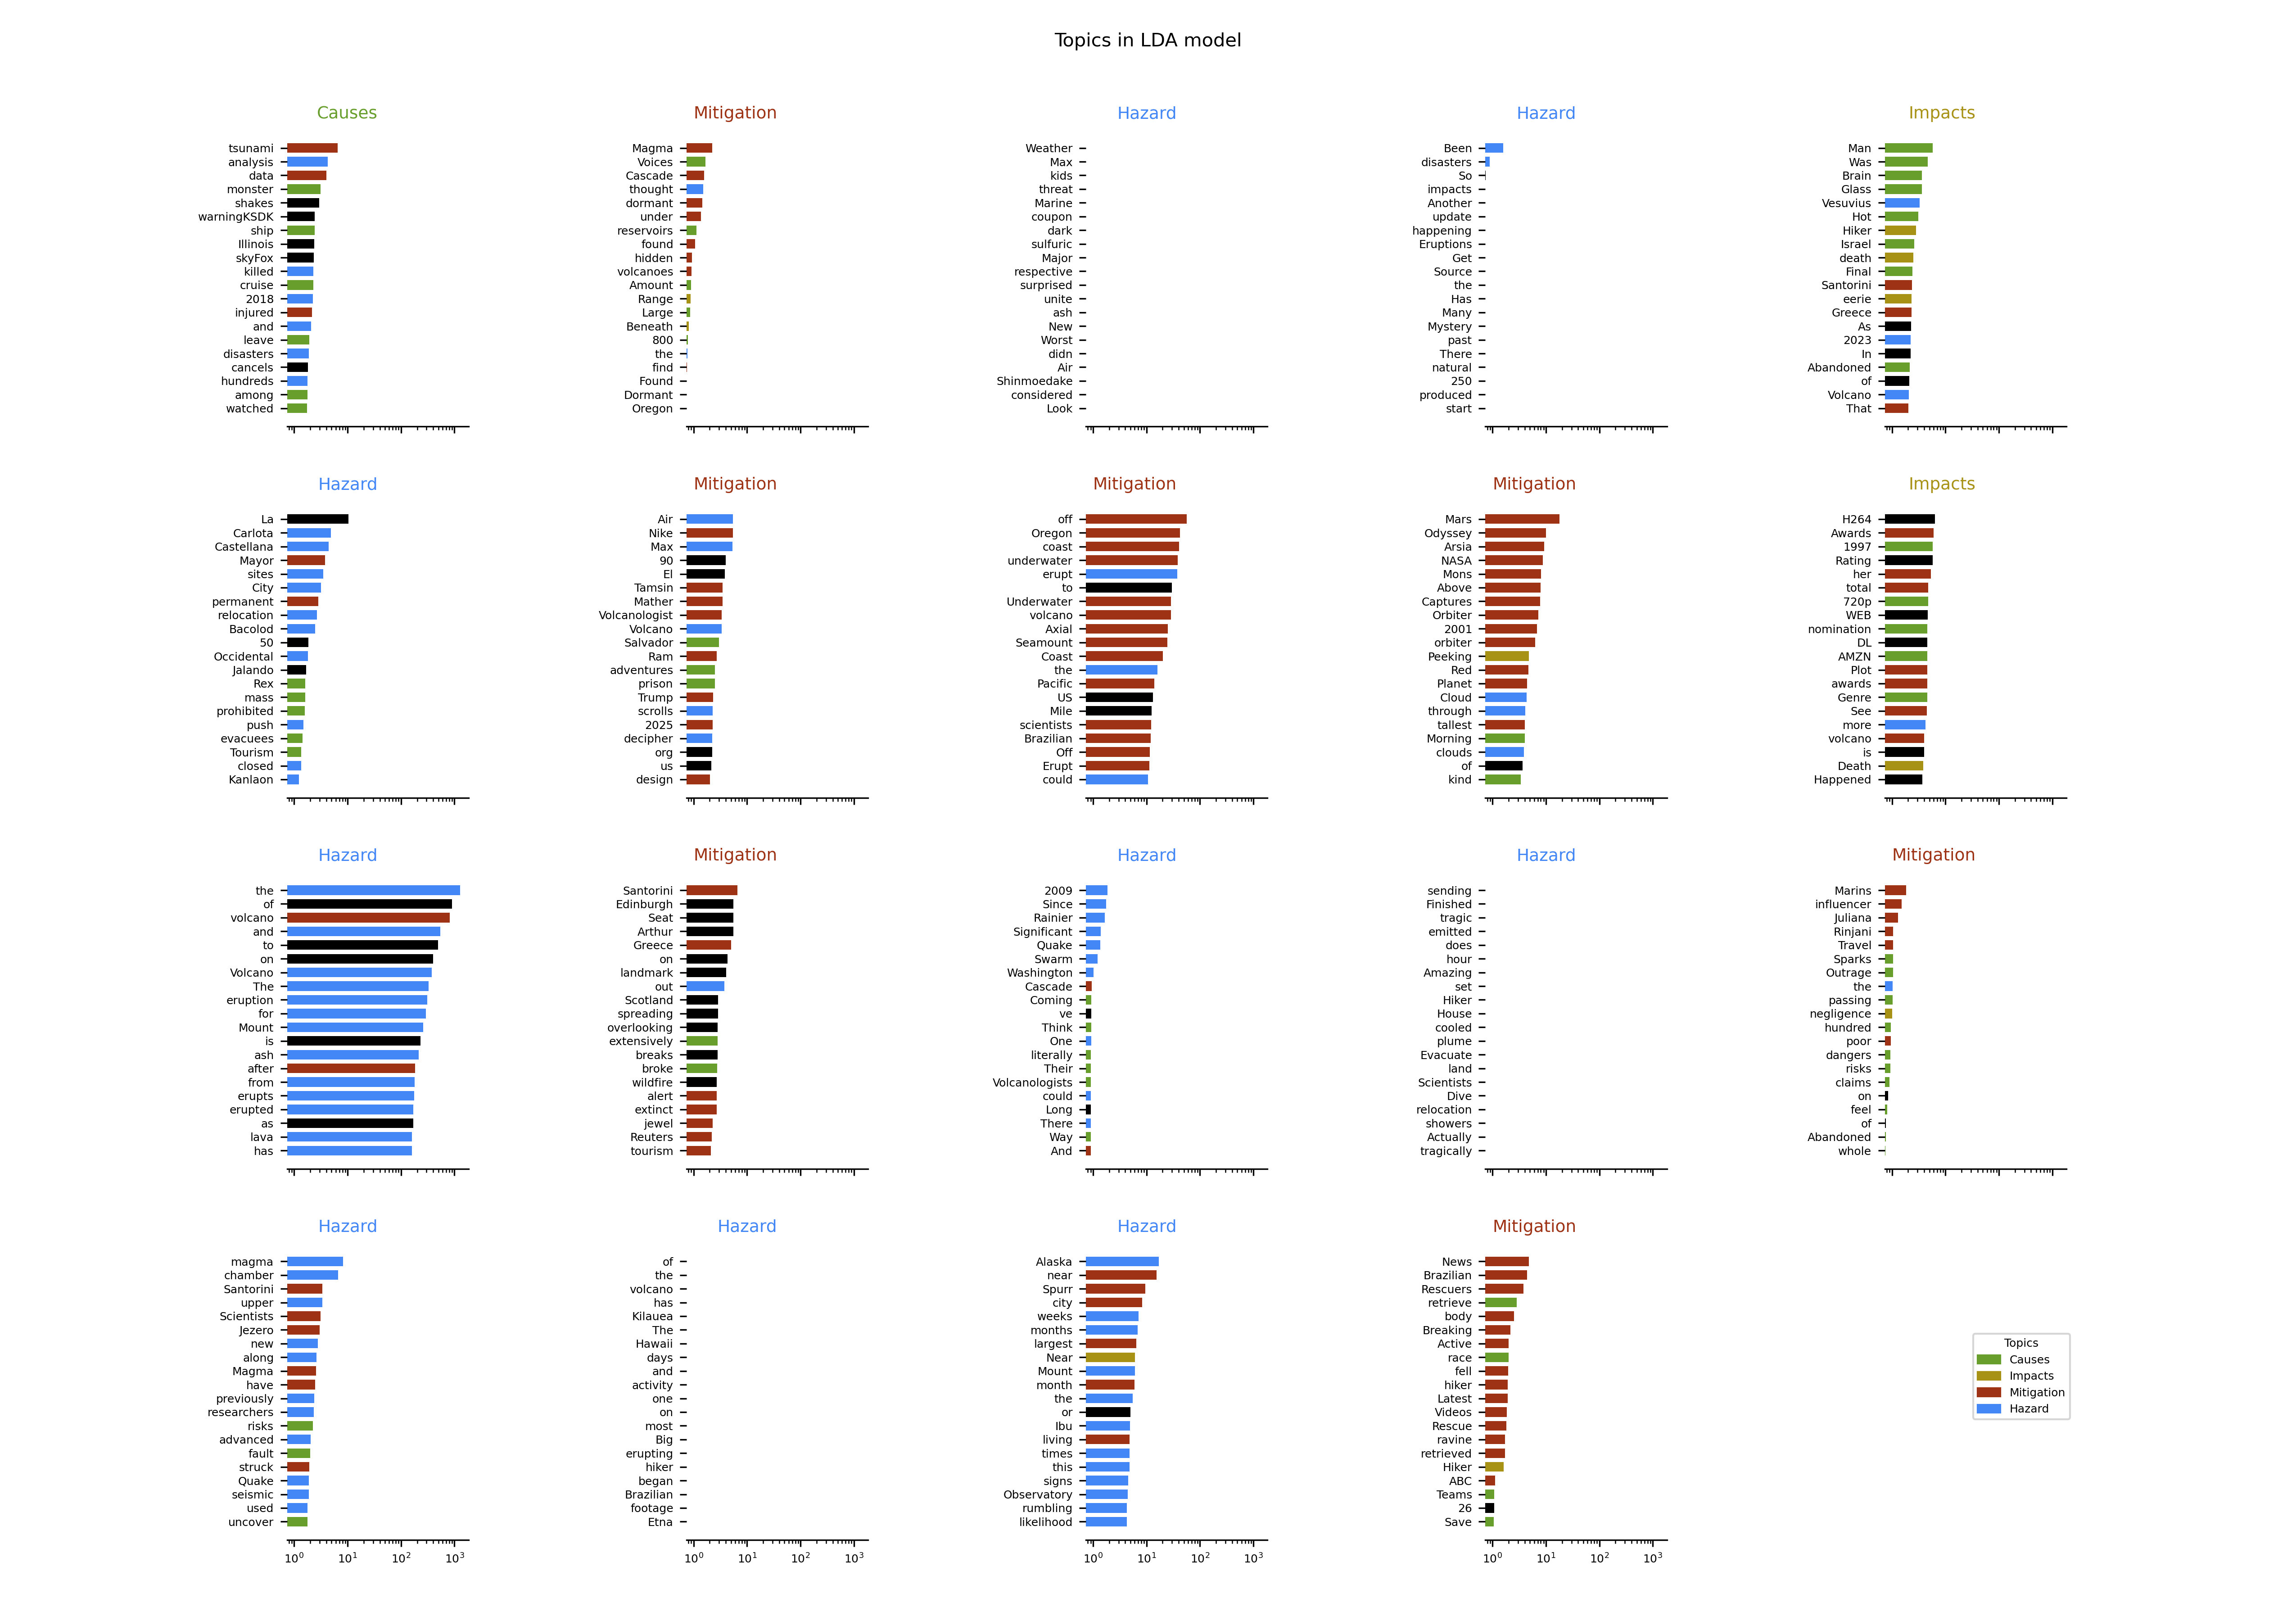 Topics in LDA model
Causes
tsunami
analysis
data
monster
shakes
warningKSDK
ship
Illinois
skyFox
killed
cruise
2018
injured
and
leave
disasters
cancels
hundreds
among
watched
Mitigation
Magma
Voices
Cascade
thought
dormant
under
reservoirs
found
hidden
volcanoes
Amount
Range
Large
Beneath
800
the
find
Found
Dormant
Oregon
Hazard
Weather
Max
kids
threat
Marine
coupon
dark
sulfuric
Major
respective
surprised
unite
ash
New
Worst
didn
Air
Shinmoedake
considered
Look
Hazard
Been
disasters
So
impacts
Another
update
happening
Eruptions
Get
Source
the
Has
Many
Mystery
past
There
natural
250
produced
start
Impacts
Man
Was
Brain
Glass
Vesuvius
Hot
Hiker
Israel
death
Final
Santorini
eerie
Greece
As
2023
In
Abandoned
of
Volcano
That
Hazard
La
Carlota
Castellana
Mayor
sites
City
permanent
relocation
Bacolod
50
Occidental
Jalando
Rex
mass
prohibited
push
evacuees
Tourism
closed
Kanlaon
Mitigation
Air
Nike
Max
90
El
Tamsin
Mather
Volcanologist
Volcano
Salvador
Ram
adventures
prison
Trump
scrolls
2025
decipher
org
us
design
Mitigation
off
Oregon
coast
underwater
erupt
to
Underwater
volcano
Axial
Seamount
Coast
the
Pacific
US
Mile
scientists
Brazilian
Off
Erupt
could
Mitigation
Mars
Odyssey
Arsia
NASA
Mons
Above
Captures
Orbiter
2001
orbiter
Peeking
Red
Planet
Cloud
through
tallest
Morning
clouds
of
kind
Impacts
H264
Awards
1997
Rating
her
total
720p
WEB
nomination
DL
AMZN
Plot
awards
Genre
See
more
volcano
is
Death
Happened
Hazard
the
of
volcano
and
to
on
Volcano
The
eruption
for
Mount
is
ash
after
from
erupts
erupted
as
lava
has
Mitigation
Santorini
Edinburgh
Seat
Arthur
Greece
on
landmark
out
Scotland
spreading
overlooking
extensively
breaks
broke
wildfire
alert
extinct
jewel
Reuters
tourism
Hazard
2009
Since
Rainier
Significant
Quake
Swarm
Washington
Cascade
Coming
ve
Think
One
literally
Their
Volcanologists
could
Long
There
Way
And
Hazard
sending
Finished
tragic
emitted
does
hour
Amazing
set
Hiker
House
cooled
plume
Evacuate
land
Scientists
Dive
relocation
showers
Actually
tragically
Mitigation
Marins
influencer
Juliana
Rinjani
Travel
Sparks
Outrage
the
passing
negligence
hundred
poor
dangers
risks
claims
on
feel
of
Abandoned
whole
Hazard
magma
chamber
Santorini
upper
Scientists
Jezero
new
along
Magma
have
previously
researchers
risks
advanced
fault
struck
Quake
seismic
used
uncover
10⁰ 10¹ 10² 10³
Hazard
of
the
volcano
has
Kilauea
The
Hawaii
days
and
activity
one
on
most
Big
erupting
hiker
began
Brazilian
footage
Etna
10⁰ 10¹ 10² 10³
Hazard
Alaska
near
Spurr
city
weeks
months
largest
Near
Mount
month
the
or
Ibu
living
times
this
signs
Observatory
rumbling
likelihood
10⁰ 10¹ 10² 10³
Mitigation
News
Brazilian
Rescuers
retrieve
body
Breaking
Active
race
fell
hiker
Latest
Videos
Rescue
ravine
retrieved
Hiker
ABC
Teams
26
Save
10⁰ 10¹ 10² 10³
Topics
Causes
Impacts
Mitigation
Hazard